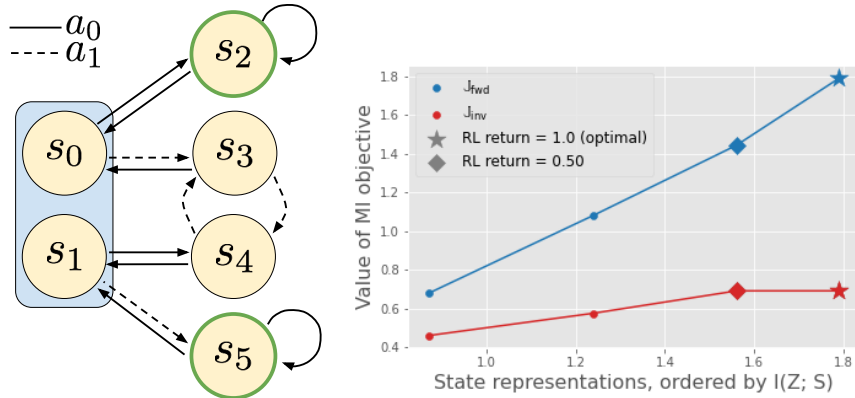 a₀
a₁
s₂
s₀
s₃
s₁
s₄
s₅
Value of MI objective
1.8
1.6
1.4
1.2
1.0
0.8
0.6
0.4
J_fwd
J_inv
RL return = 1.0 (optimal)
RL return = 0.50
1.0 1.2 1.4 1.6 1.8
State representations, ordered by I(Z; S)